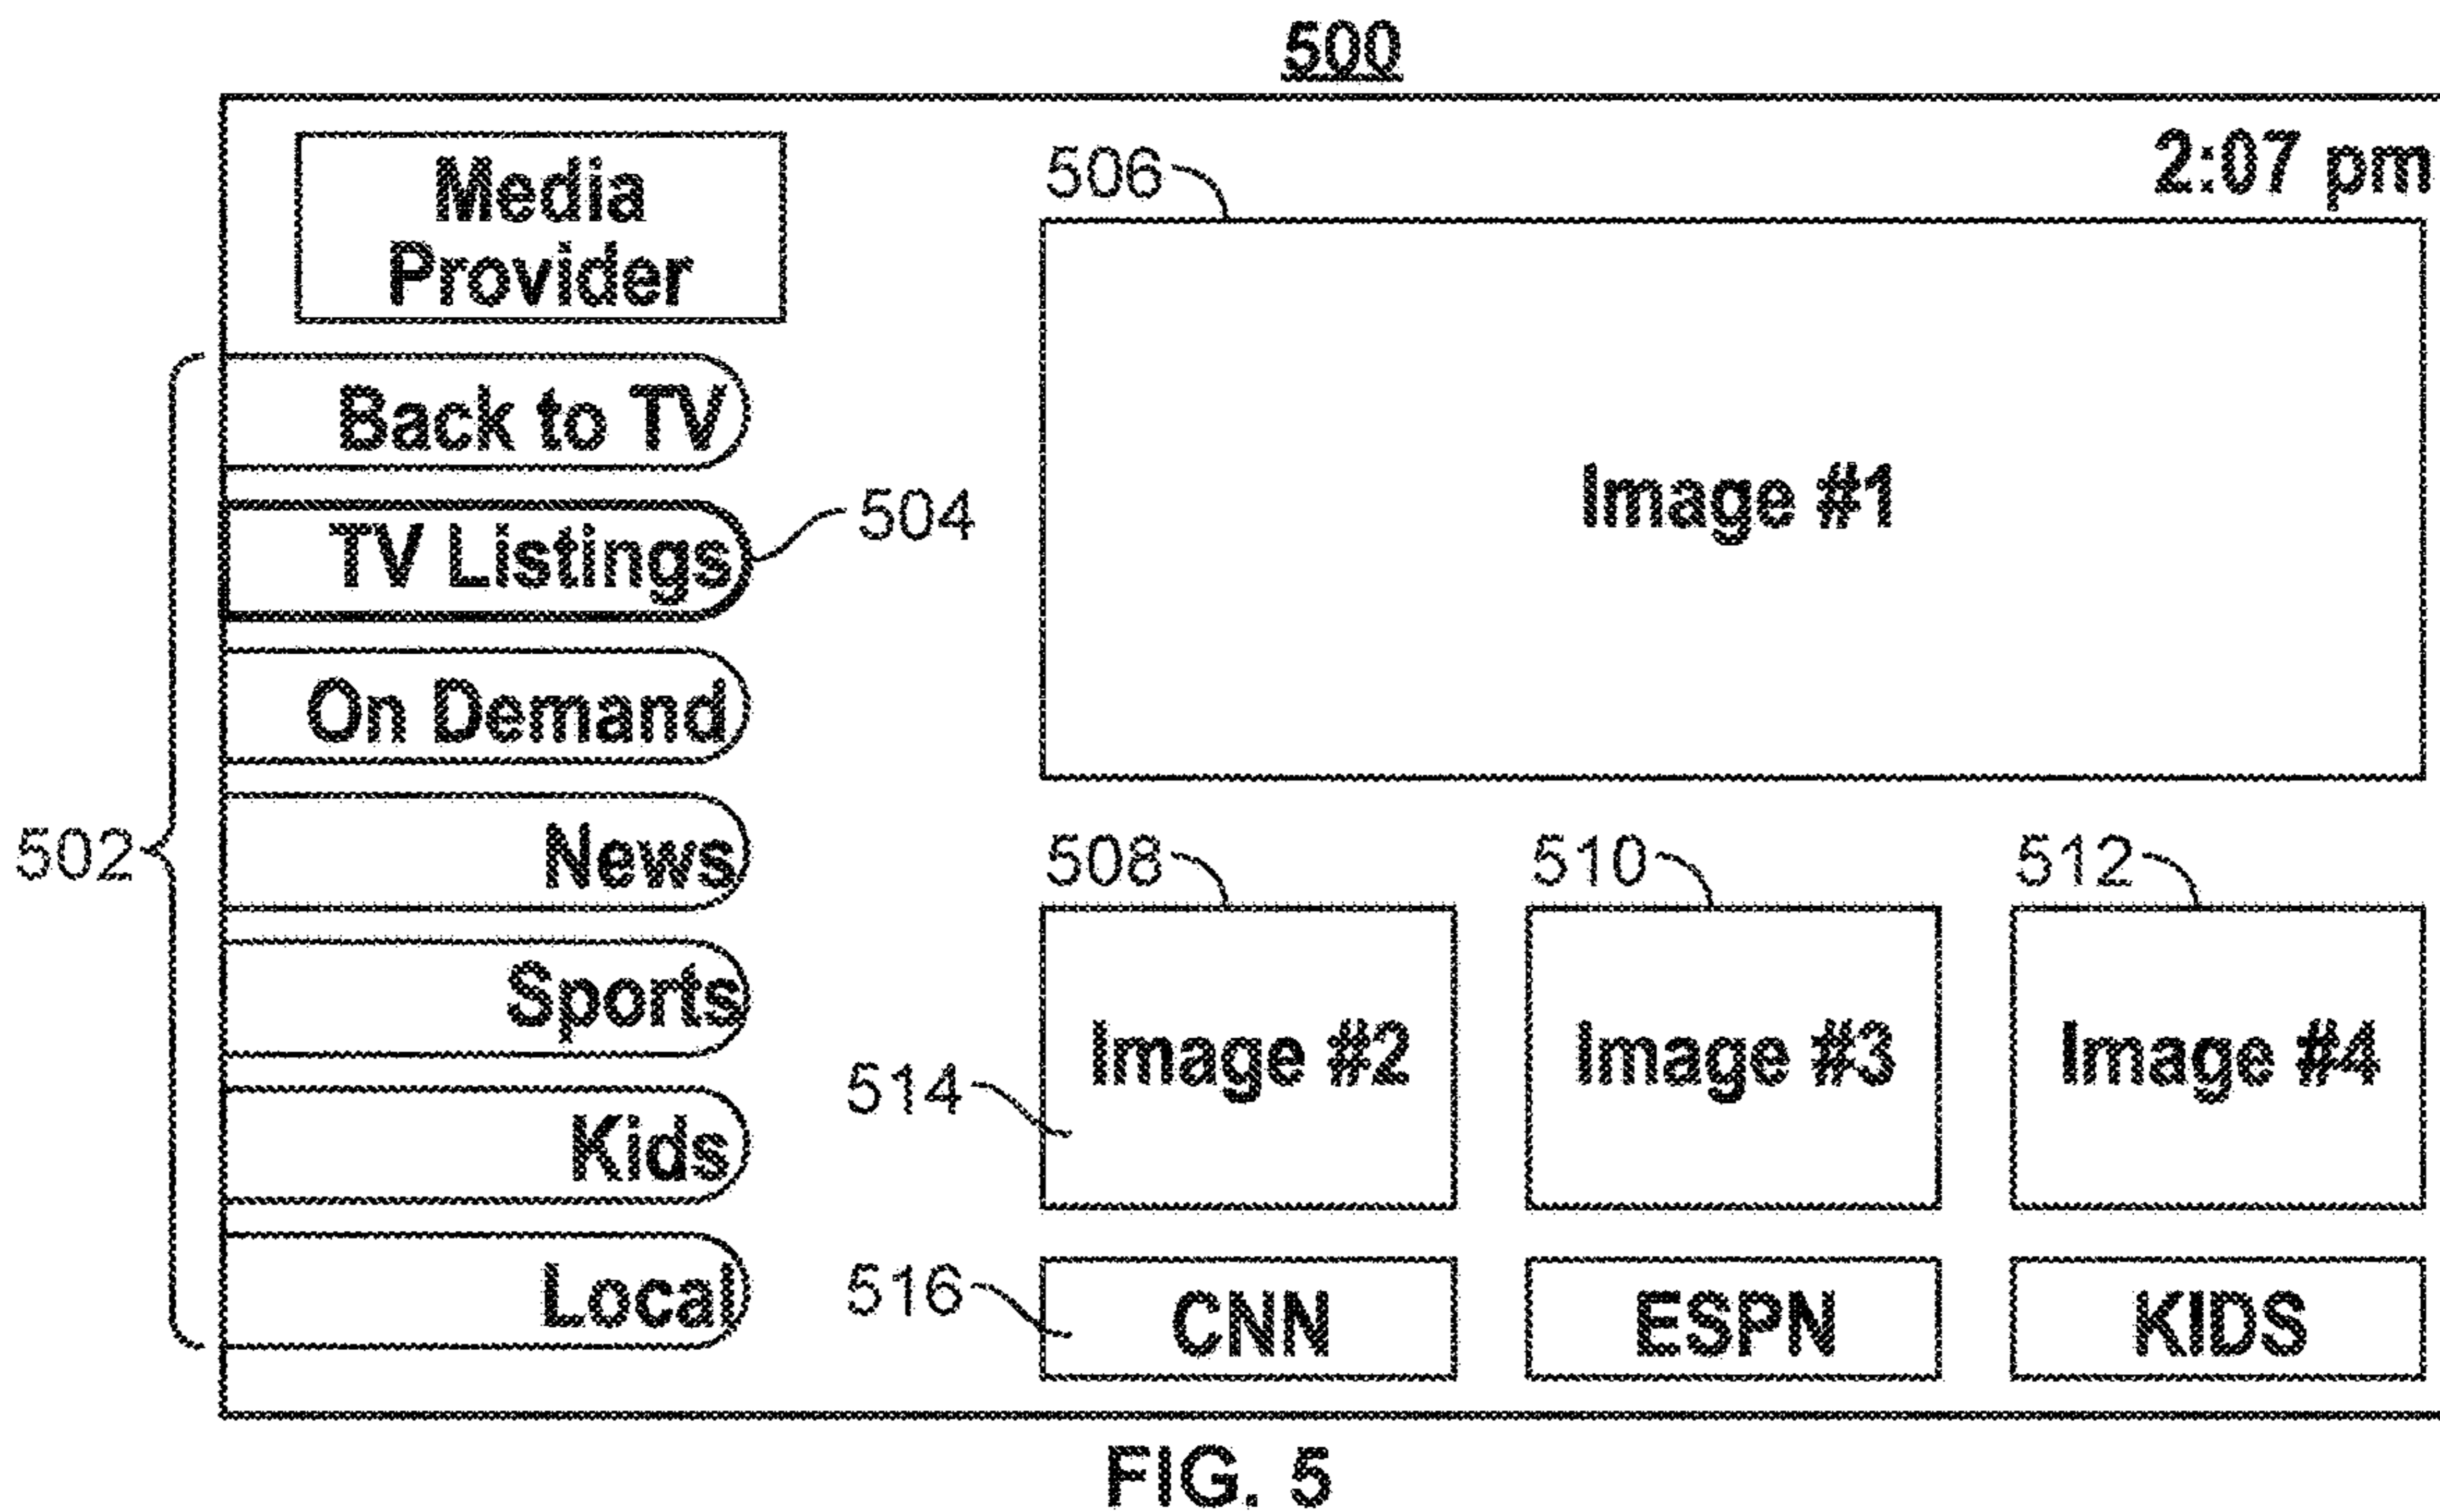 500
Media
Provider
2:07 pm
506
Image #1
502
Back to TV
TV Listings
504
On Demand
News
Sports
Kids
Local
508
510
512
514
Image #2
Image #3
Image #4
516
CNN
ESPN
KIDS
FIG. 5